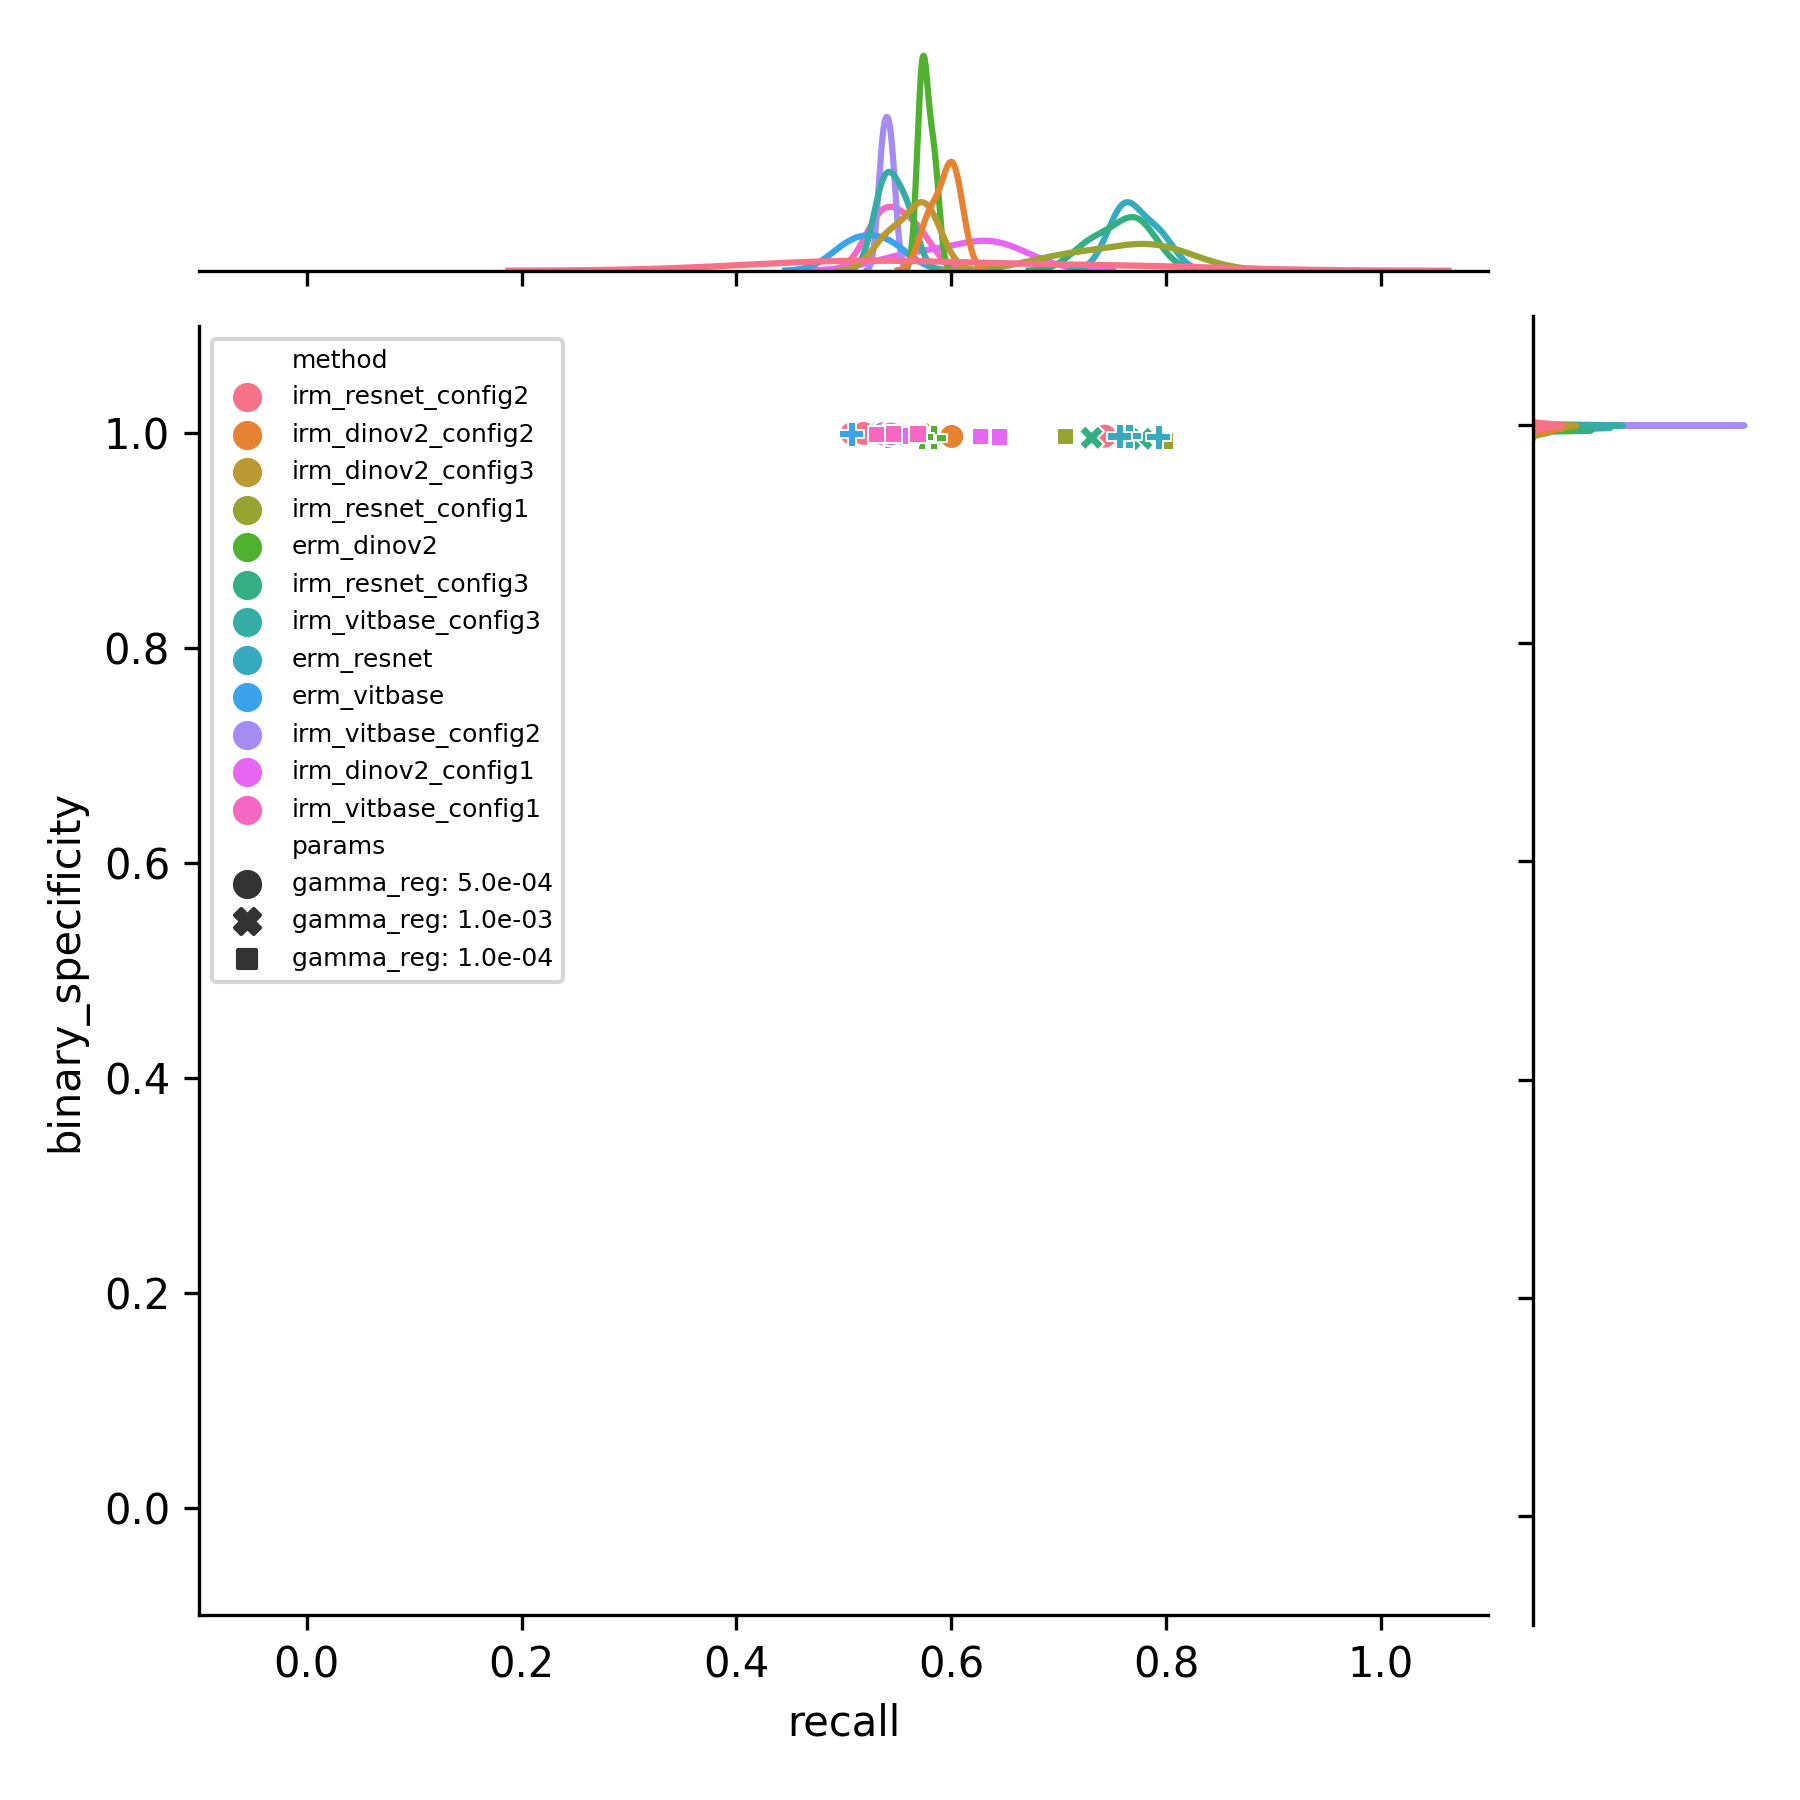 method
irm_resnet_config2
irm_dinov2_config2
irm_dinov2_config3
irm_resnet_config1
erm_dinov2
irm_resnet_config3
irm_vitbase_config3
erm_resnet
erm_vitbase
irm_vitbase_config2
irm_dinov2_config1
irm_vitbase_config1
params
gamma_reg: 5.0e-04
gamma_reg: 1.0e-03
gamma_reg: 1.0e-04
1.0
0.8
0.6
0.4
0.2
0.0
binary_specificity
0.0 0.2 0.4 0.6 0.8 1.0
recall